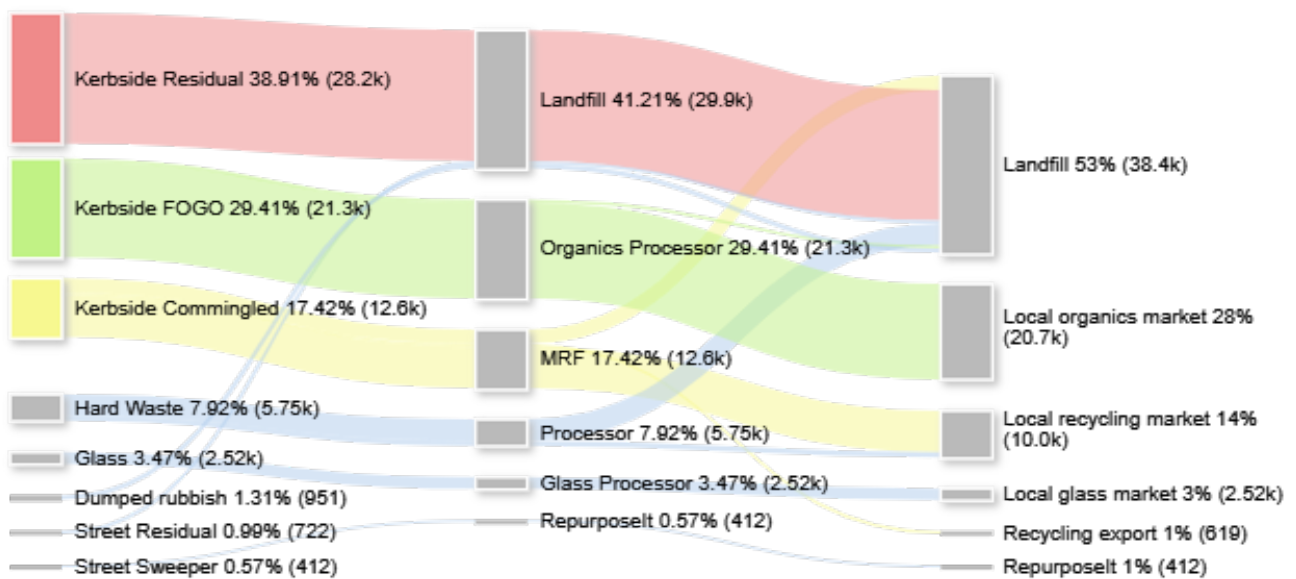 Kerbside Residual 38.91% (28.2k)
Kerbside FOGO 29.41% (21.3k)
Kerbside Commingled 17.42% (12.6k)
Hard Waste 7.92% (5.75k)
Glass 3.47% (2.52k)
Dumped rubbish 1.31% (951)
Street Residual 0.99% (722)
Street Sweeper 0.57% (412)
Landfill 41.21% (29.9k)
Organics Processor 29.41% (21.3k)
MRF 17.42% (12.6k)
Processor 7.92% (5.75k)
Glass Processor 3.47% (2.52k)
RepurposeIt 0.57% (412)
Landfill 53% (38.4k)
Local organics market 28%
(20.7k)
Local recycling market 14%
(10.0k)
Local glass market 3% (2.52k)
Recycling export 1% (619)
RepurposeIt 1% (412)